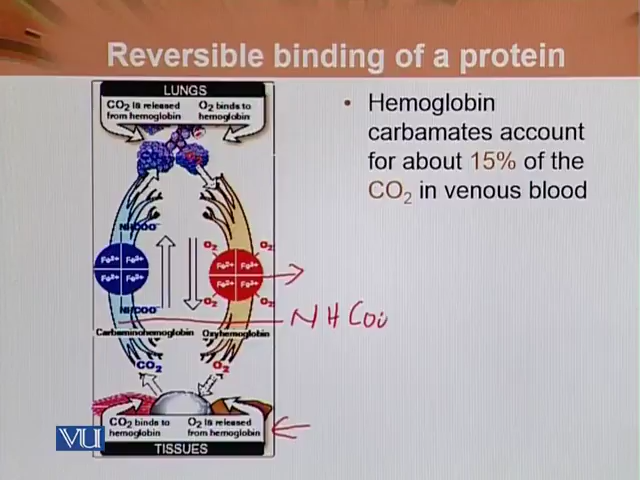 Reversible binding of a protein
LUNGS
CO2 is released
from hemoglobin
O2 binds to
hemoglobin
• Hemoglobin
carbamates account
for about 15% of the
CO2 in venous blood
NHCOO-
O2
O2
Fe2+ Fe2+
Fe2+ Fe2+
Fe2+ Fe2+
Fe2+ Fe2+
O2
O2
NHCOO-
NHCoo
Carbaminohemoglobin
Oxyhemoglobin
CO2
O2
CO2 binds to
hemoglobin
O2 is released
from hemoglobin
TISSUES
VU